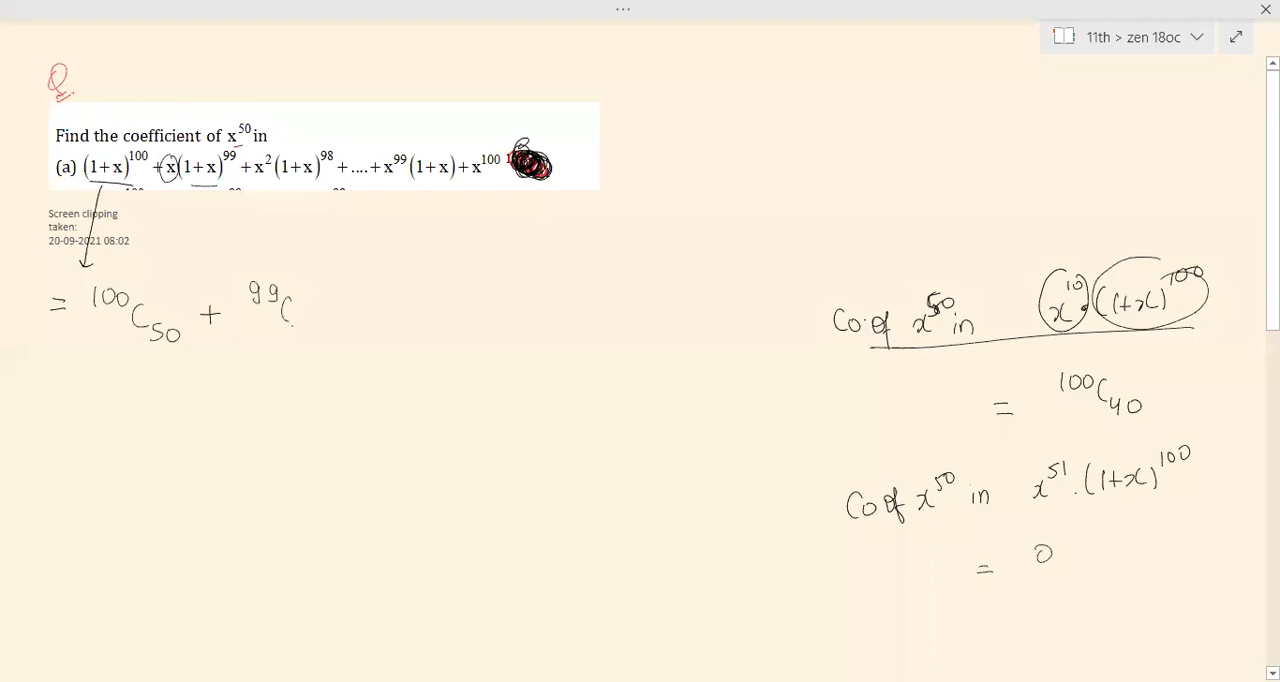 11th > zen 18oc
Q
Find the coefficient of x^50 in
(a) (1+x)^100 + x(1+x)^99 + x^2 (1+x)^98 + .... + x^99 (1+x) + x^100
Screen clipping
taken:
20-09-2021 08:02
= 100C50 + 99C
Co.of x^50 in x^10 . (1+x)^100
= 100C40
Co of x^50 in x^51 . (1+x)^100
= 0